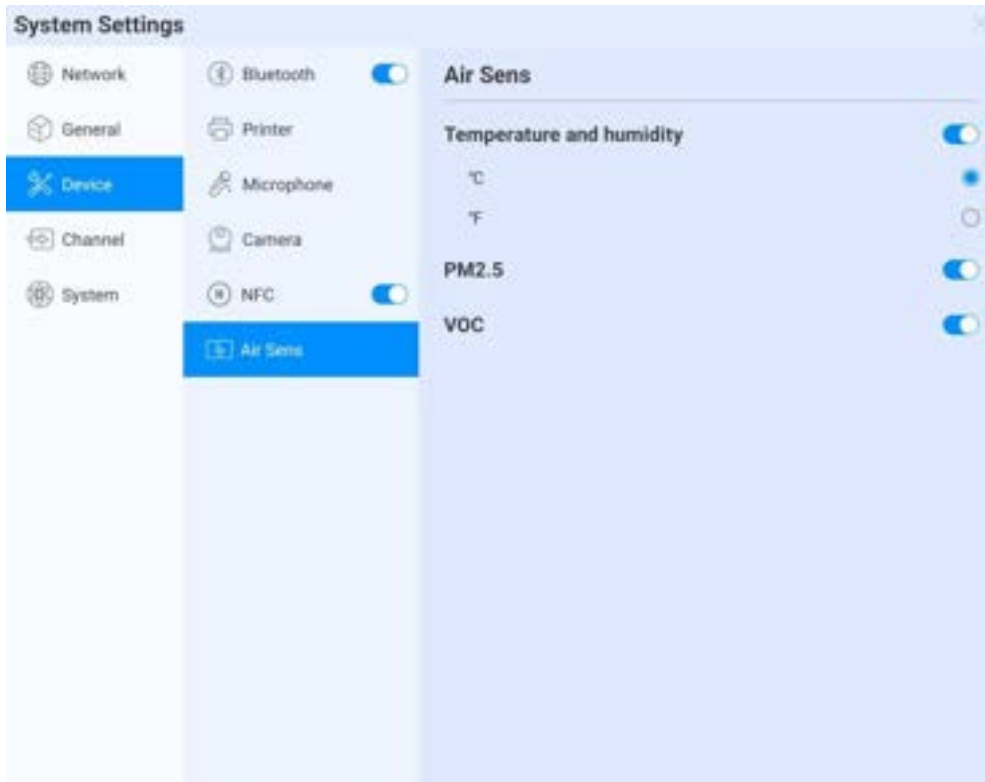 System Settings
Network
General
Device
Channel
System
Bluetooth
Printer
Microphone
Camera
NFC
Air Sens
Air Sens
Temperature and humidity
°C
°F
PM2.5
VOC